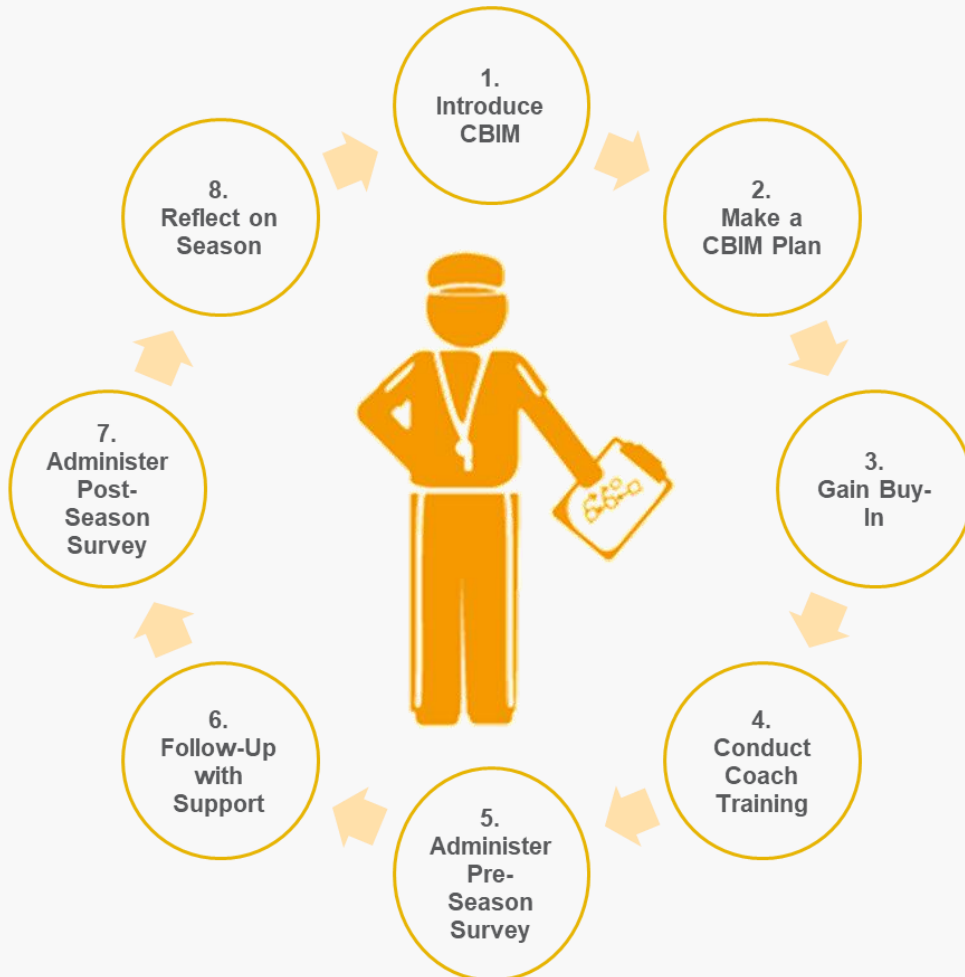 1.
Introduce
CBIM
2.
Make a
CBIM Plan
3.
Gain Buy-
In
4.
Conduct
Coach
Training
5.
Administer
Pre-
Season
Survey
6.
Follow-Up
with
Support
7.
Administer
Post-
Season
Survey
8.
Reflect on
Season